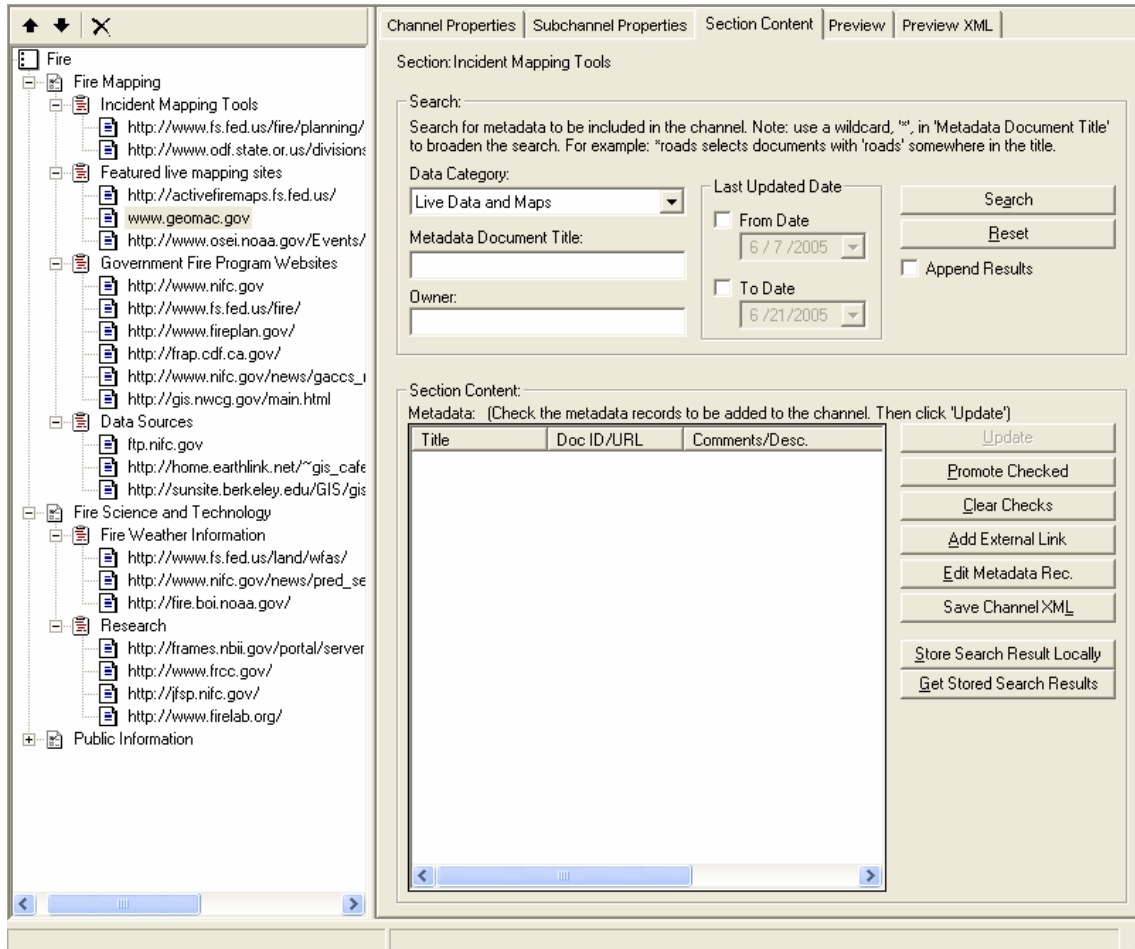 Fire
Fire Mapping
Incident Mapping Tools
http://www.fs.fed.us/fire/planning/
http://www.odf.state.or.us/divisions
Featured live mapping sites
http://activefiremaps.fs.fed.us/
www.geomac.gov
http://www.osei.noaa.gov/Events/
Government Fire Program Websites
http://www.nifc.gov
http://www.fs.fed.us/fire/
http://www.fireplan.gov/
http://frap.cdf.ca.gov/
http://www.nifc.gov/news/gaccs_
http://gis.nwcg.gov/main.html
Data Sources
ftp.nifc.gov
http://home.earthlink.net/~gis_cafe
http://sunsite.berkeley.edu/GIS/gis
Fire Science and Technology
Fire Weather Information
http://www.fs.fed.us/land/wfas/
http://www.nifc.gov/news/pred_se
http://fire.boi.noaa.gov/
Research
http://frames.nbii.gov/portal/server
http://www.frcc.gov/
http://jfsp.nifc.gov/
http://www.firelab.org/
Public Information
Channel Properties Subchannel Properties Section Content Preview Preview XML
Section: Incident Mapping Tools
Search:
Search for metadata to be included in the channel. Note: use a wildcard, '*', in 'Metadata Document Title'
to broaden the search. For example: *roads selects documents with 'roads' somewhere in the title.
Data Category:
Live Data and Maps
Metadata Document Title:
Owner:
Last Updated Date
From Date
6 / 7 /2005
To Date
6 /21/2005
Search
Reset
Append Results
Section Content:
Metadata: (Check the metadata records to be added to the channel. Then click 'Update')
Title Doc ID/URL Comments/Desc.
Update
Promote Checked
Clear Checks
Add External Link
Edit Metadata Rec.
Save Channel XML
Store Search Result Locally
Get Stored Search Results